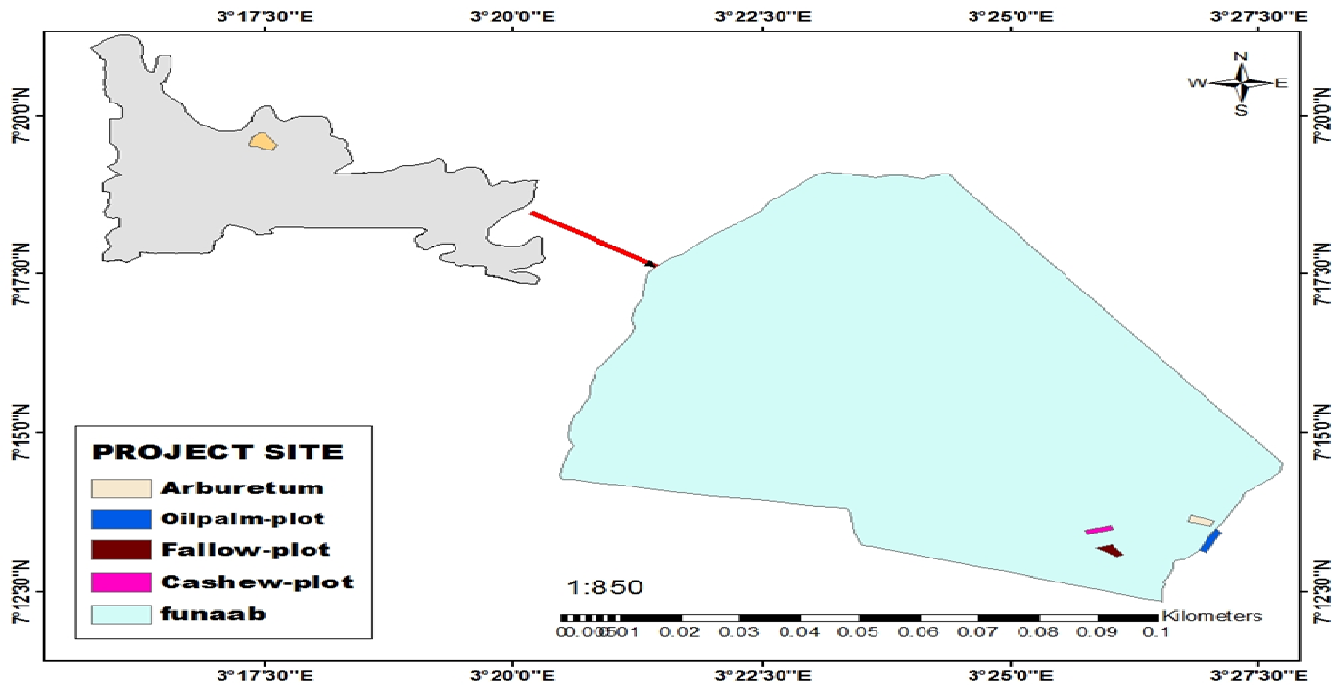 3°17'30"E 3°20'0"E 3°22'30"E 3°25'0"E 3°27'30"E
N
W E
S
7°20'0"N 7°20'0"N
7°17'30"N 7°17'30"N
7°15'0"N 7°15'0"N
7°12'30"N 7°12'30"N
PROJECT SITE
Arburetum
Oilpalm-plot
Fallow-plot
Cashew-plot
funaab
1:850
Kilometers
0.02 0.03 0.04 0.05 0.06 0.07 0.08 0.09 0.1
3°17'30"E 3°20'0"E 3°22'30"E 3°25'0"E 3°27'30"E